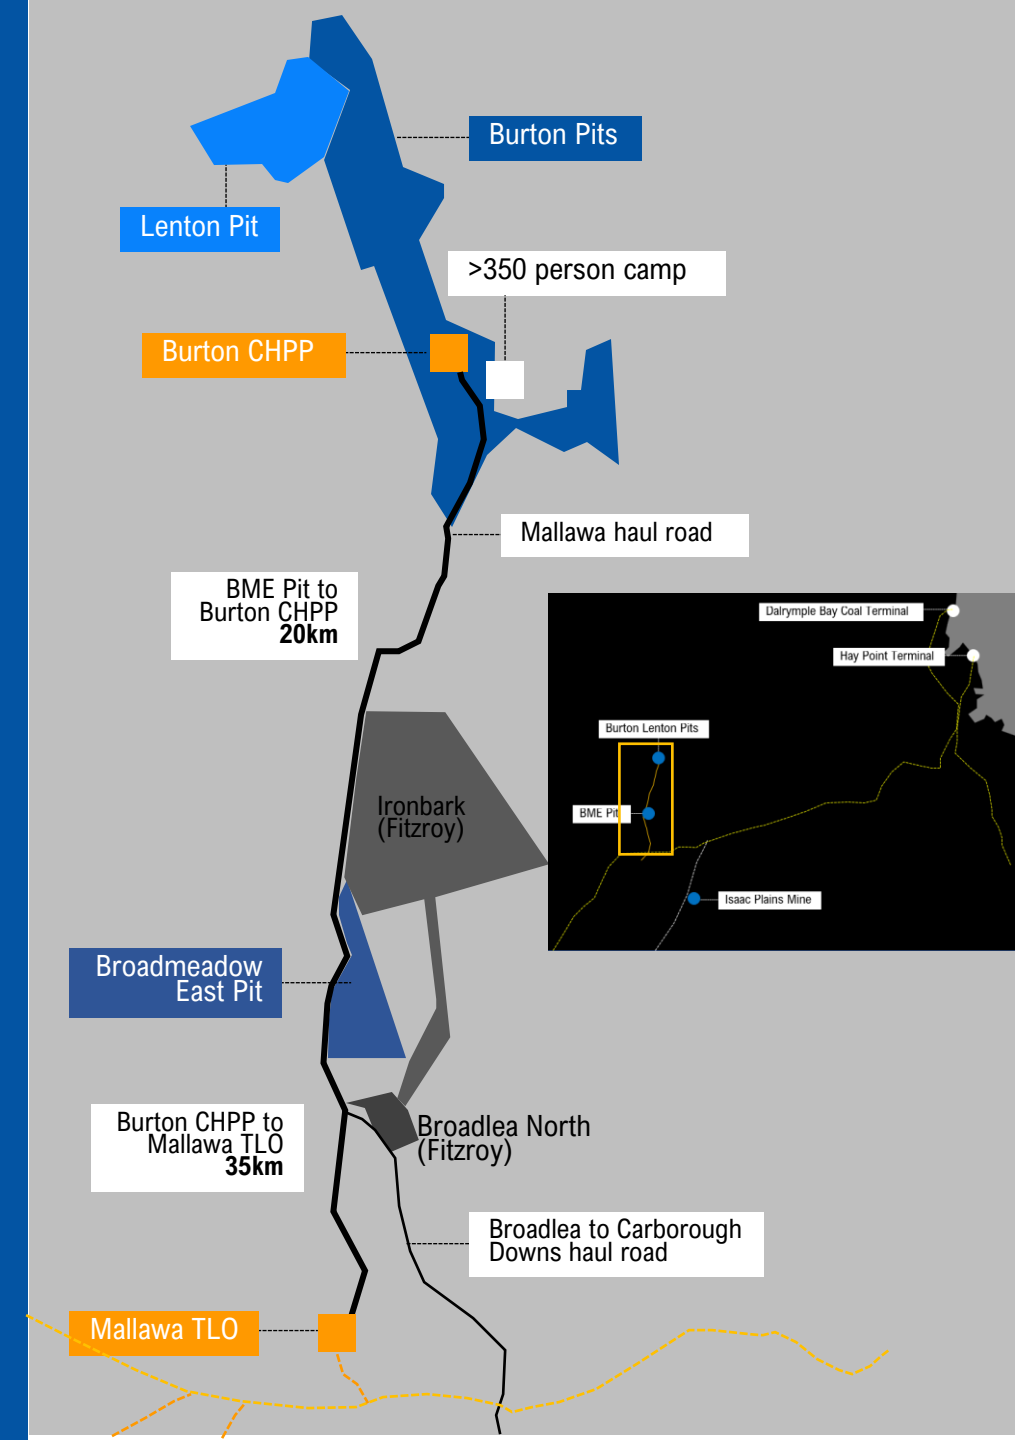 Burton Pits
Lenton Pit
>350 person camp
Burton CHPP
Mallawa haul road
BME Pit to
Burton CHPP
20km
Dalrymple Bay Coal Terminal
Hay Point Terminal
Burton Lenton Pits
BME Pit
Isaac Plains Mine
Ironbark
(Fitzroy)
Broadmeadow
East Pit
Burton CHPP to
Mallawa TLO
35km
Broadlea North
(Fitzroy)
Broadlea to Carborough
Downs haul road
Mallawa TLO